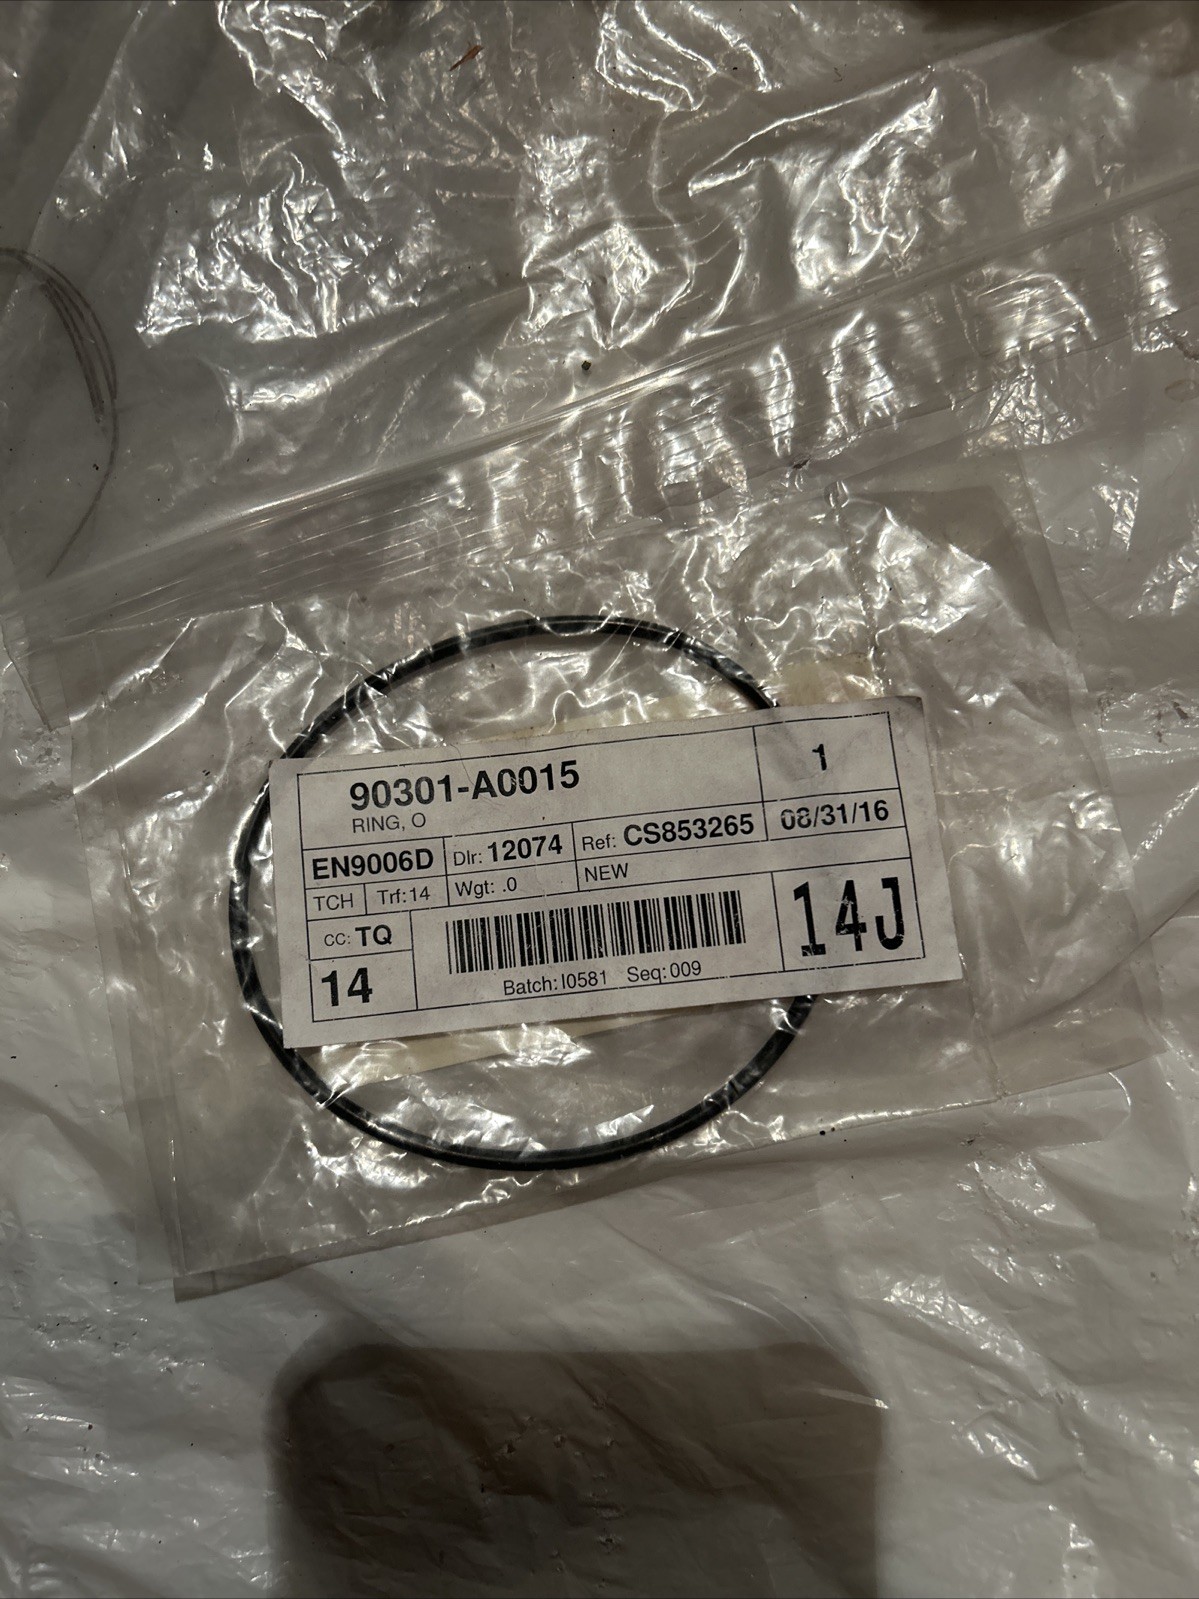 90301-A0015 1
RING, O
EN9006D Dlr: 12074 Ref: CS853265 08/31/16
TCH Trf: 14 Wgt: .0 NEW
CC: TQ
14 14J
Batch: I0581 Seq: 009